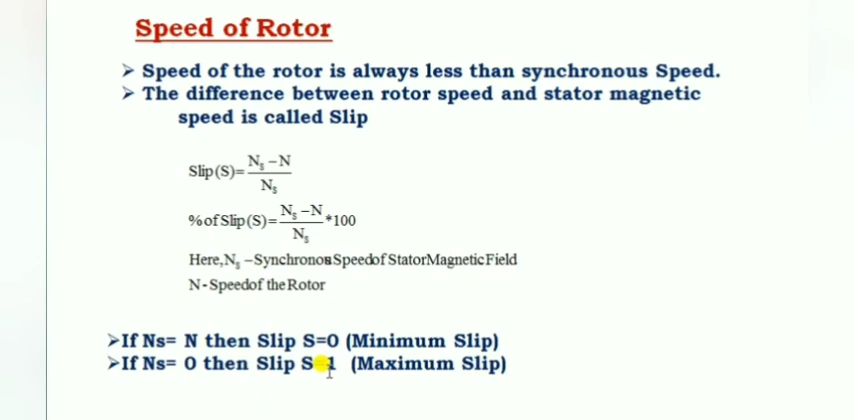 Speed of Rotor
➢ Speed of the rotor is always less than synchronous Speed.
➢ The difference between rotor speed and stator magnetic
speed is called Slip
Slip(S)= (Ns −N)/Ns
%of Slip(S)= (Ns −N)/Ns *100
Here,Ns −Synchronous Speed of Stator Magnetic Field
N-Speed of the Rotor
➢If Ns= N then Slip S=0 (Minimum Slip)
➢If Ns= 0 then Slip S=1 (Maximum Slip)